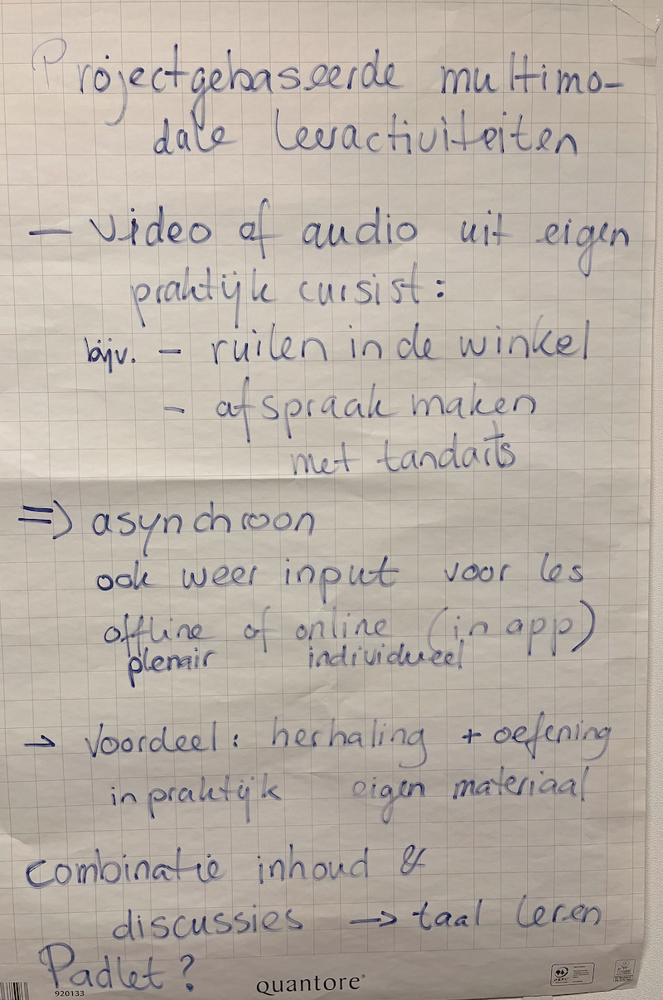 Projectgebaseerde multimo-
dale leeractiviteiten
– video of audio uit eigen
praktijk cursist:
bijv. – ruilen in de winkel
– afspraak maken
met tandarts
=> asynchroon
ook weer input voor les
offline of online (in app)
plenair individueel
→ Voordeel: herhaling + oefening
in praktijk eigen materiaal
Combinatie inhoud &
discussies → taal leren
Padlet?
920133
quantore